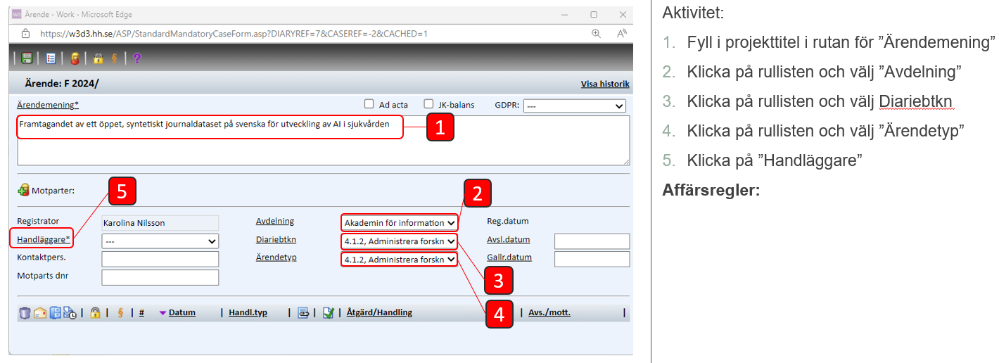 W3 Ärende - Work - Microsoft Edge
https://w3d3.hh.se/ASP/StandardMandatoryCaseForm.asp?DIARYREF=7&CASEREF=-2&CACHED=1
Ärende: F 2024/ Visa historik
Ärendemening* Ad acta JK-balans GDPR: ---
Framtagandet av ett öppet, syntetiskt journaldataset på svenska för utveckling av AI i sjukvården 1
5
2
Motparter:
Registrator Karolina Nilsson Avdelning Akademin för information Reg.datum
Handläggare* --- Diariebtkn 4.1.2, Administrera forskn Avsl.datum
Kontaktpers. Ärendetyp 4.1.2, Administrera forskn Gallr.datum
Motparts dnr
3
4
| | § | # Datum | Handl.typ | | Åtgärd/Handling | Avs./mott. |
Aktivitet:
1. Fyll i projekttitel i rutan för ”Ärendemening”
2. Klicka på rullisten och välj ”Avdelning”
3. Klicka på rullisten och välj Diariebtkn
4. Klicka på rullisten och välj ”Ärendetyp”
5. Klicka på ”Handläggare”
Affärsregler: